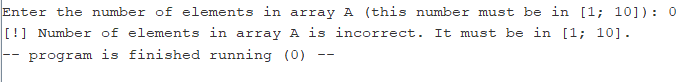 Enter the number of elements in array A (this number must be in [1; 10]): 0
[!] Number of elements in array A is incorrect. It must be in [1; 10].
-- program is finished running (0) --